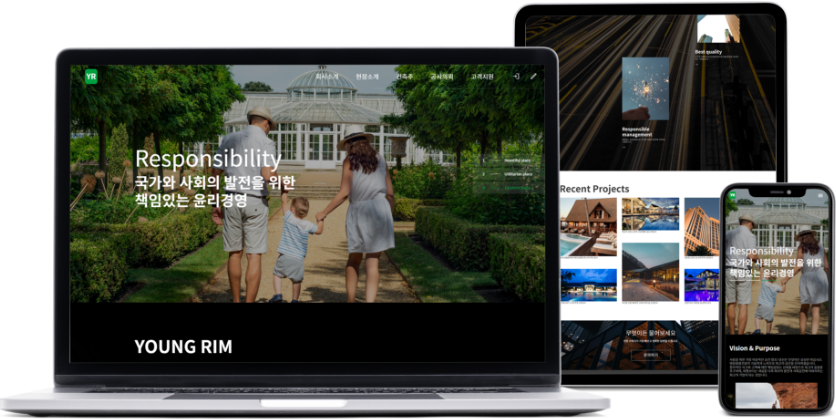 YR
회사소개
현장소개
건축주
공사의뢰
고객지원
Responsibility
국가와 사회의 발전을 위한
책임있는 윤리경영
YOUNG RIM
Best quality
Responsible
management
Recent Projects
무엇이든 물어보세요
YR
Responsibility
국가와 사회의 발전을 위한
책임있는 윤리경영
Vision & Purpose